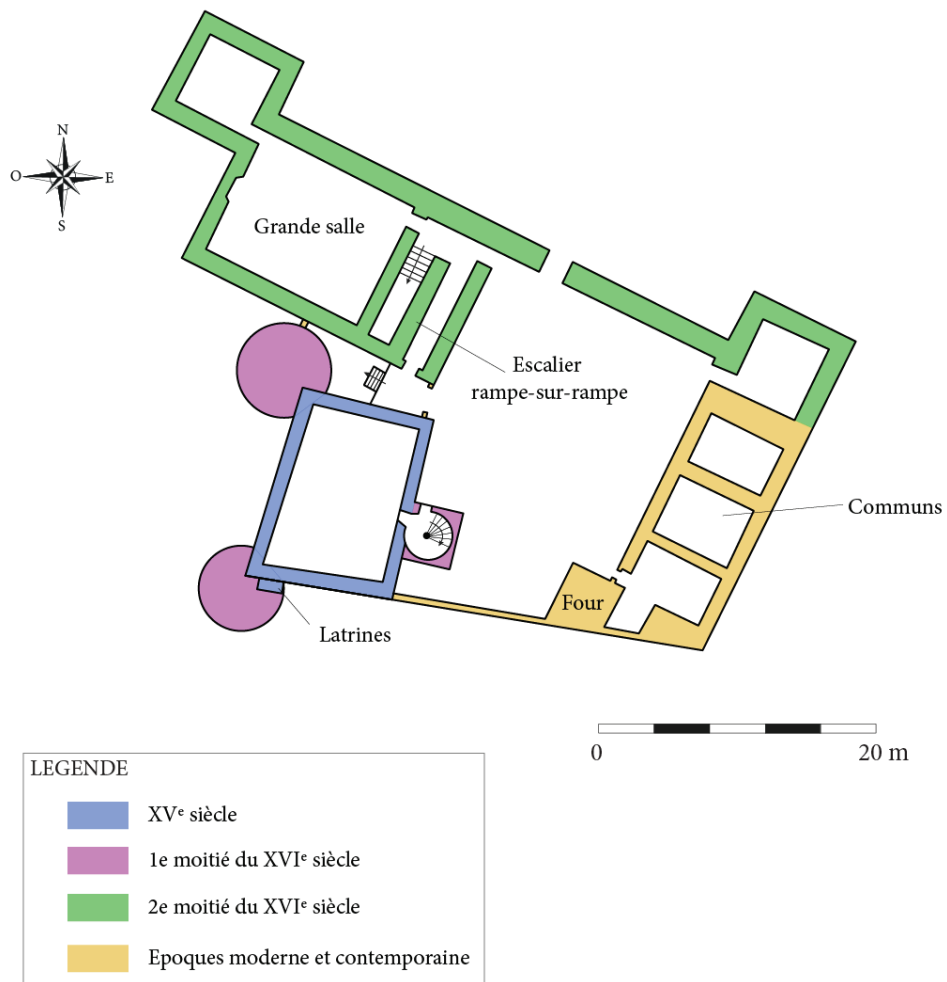 N
O
E
S
Grande salle
Escalier
rampe-sur-rampe
Communs
Four
Latrines
0
20 m
LEGENDE
XVᵉ siècle
1e moitié du XVIᵉ siècle
2e moitié du XVIᵉ siècle
Epoques moderne et contemporaine